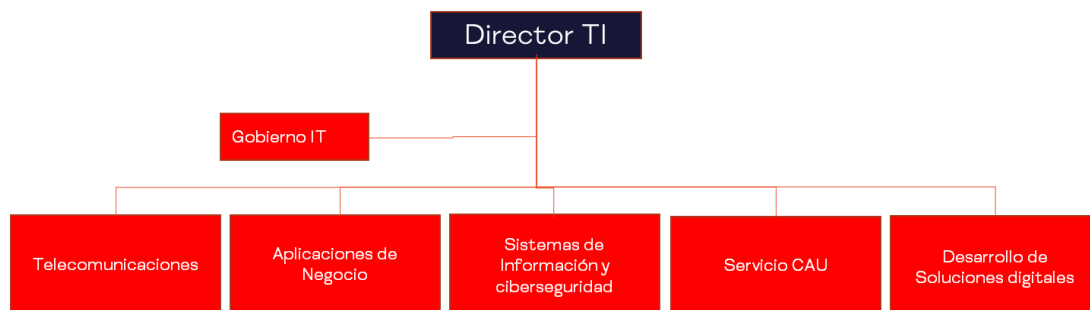 Director TI
Gobierno IT
Telecomunicaciones
Aplicaciones de
Negocio
Sistemas de
Información y
ciberseguridad
Servicio CAU
Desarrollo de
Soluciones digitales